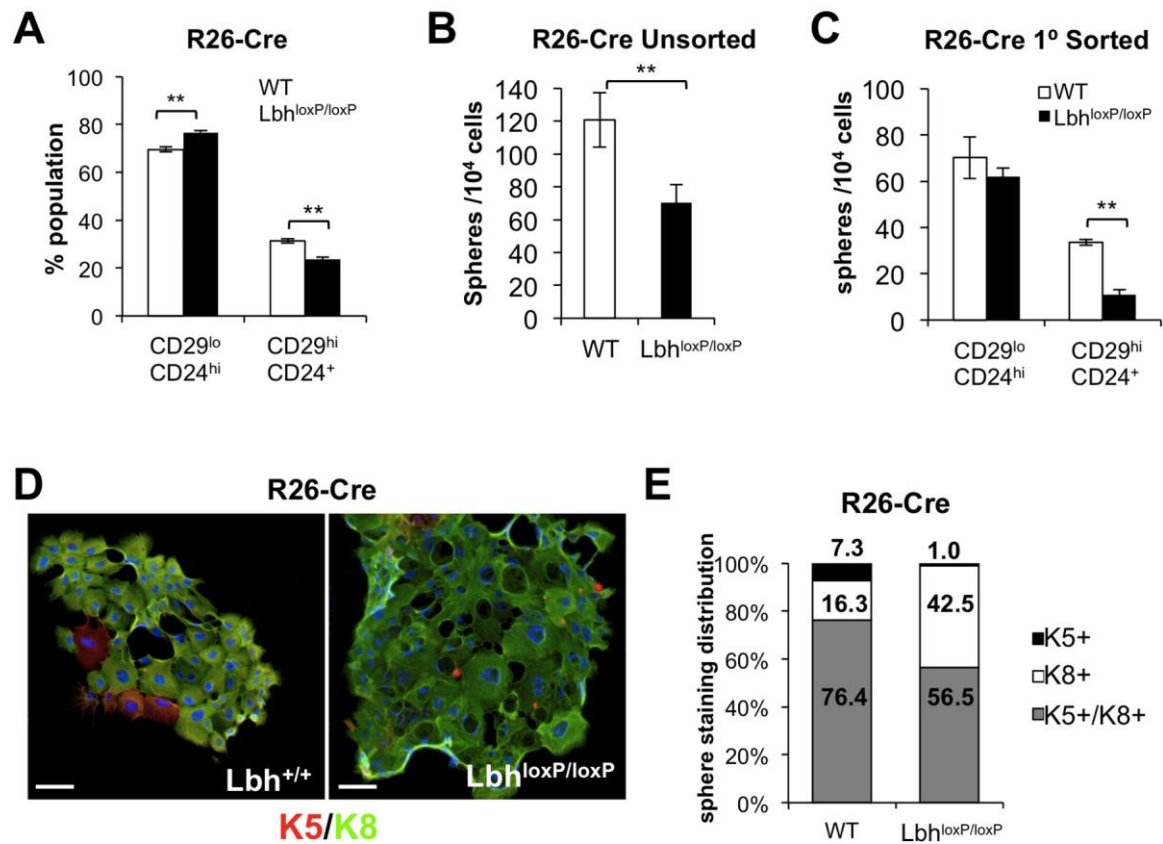 A
R26-Cre
% population
100
80
60
40
20
0
**
**
WT
Lbh^loxP/loxP
CD29^lo
CD24^hi
CD29^hi
CD24^+
B
R26-Cre Unsorted
Spheres /10^4 cells
140
120
100
80
60
40
20
0
**
WT
Lbh^loxP/loxP
C
R26-Cre 1º Sorted
spheres /10^4 cells
100
80
60
40
20
0
WT
Lbh^loxP/loxP
**
CD29^lo
CD24^hi
CD29^hi
CD24^+
D
R26-Cre
Lbh^+/+
Lbh^loxP/loxP
K5/K8
E
R26-Cre
sphere staining distribution
100%
80%
60%
40%
20%
0%
7.3
1.0
16.3
42.5
76.4
56.5
K5+
K8+
K5+/K8+
WT
Lbh^loxP/loxP